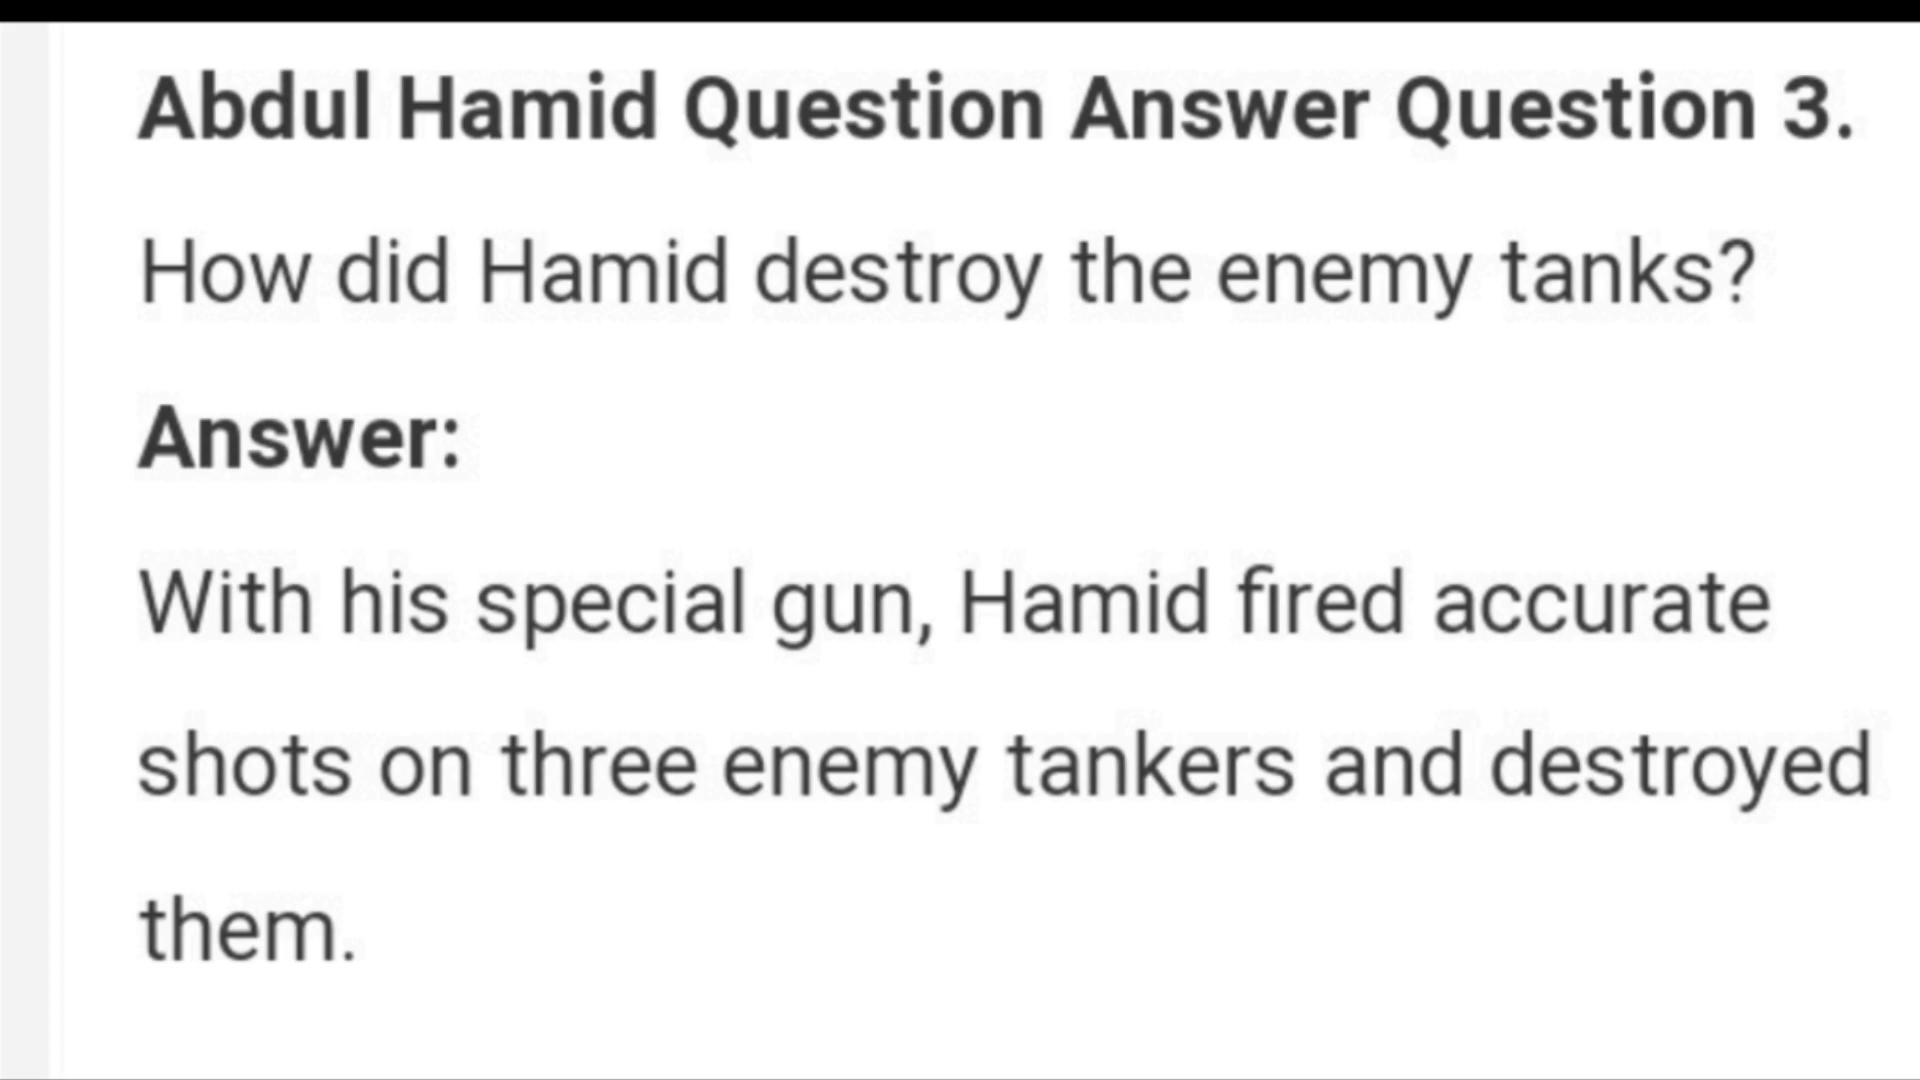 Abdul Hamid Question Answer Question 3.
How did Hamid destroy the enemy tanks?
Answer:
With his special gun, Hamid fired accurate
shots on three enemy tankers and destroyed
them.